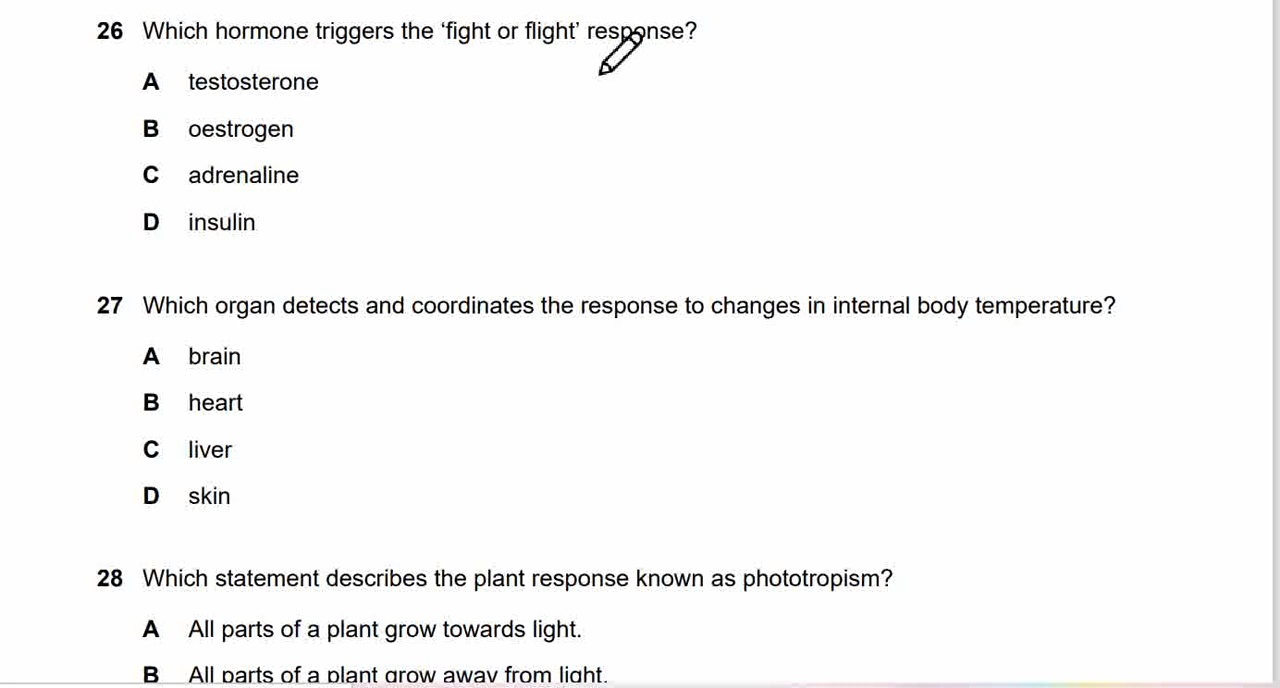 26 Which hormone triggers the ‘fight or flight’ response?
A testosterone
B oestrogen
C adrenaline
D insulin
27 Which organ detects and coordinates the response to changes in internal body temperature?
A brain
B heart
C liver
D skin
28 Which statement describes the plant response known as phototropism?
A All parts of a plant grow towards light.
B All parts of a plant grow away from light.